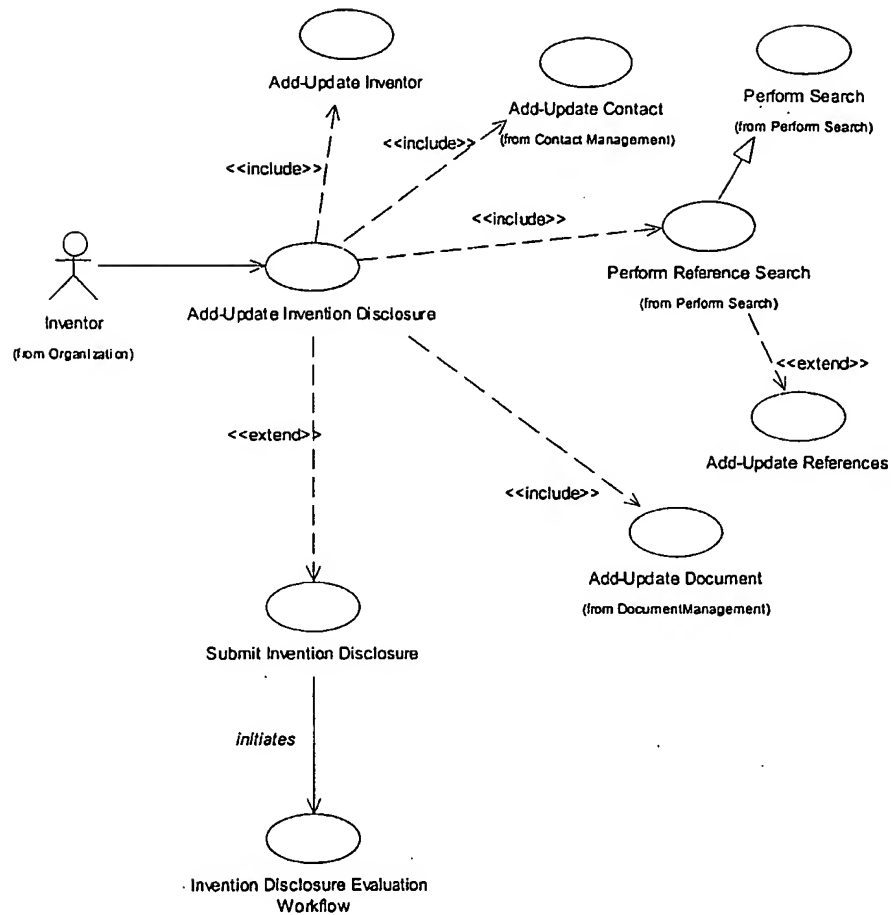 Add-Update Inventor
Add-Update Contact
(from Contact Management)
Perform Search
(from Perform Search)
<<include>>
<<include>>
<<include>>
Perform Reference Search
(from Perform Search)
Inventor
(from Organization)
Add-Update Invention Disclosure
<<extend>>
<<extend>>
Add-Update References
<<include>>
Add-Update Document
(from DocumentManagement)
Submit Invention Disclosure
initiates
Invention Disclosure Evaluation
Workflow